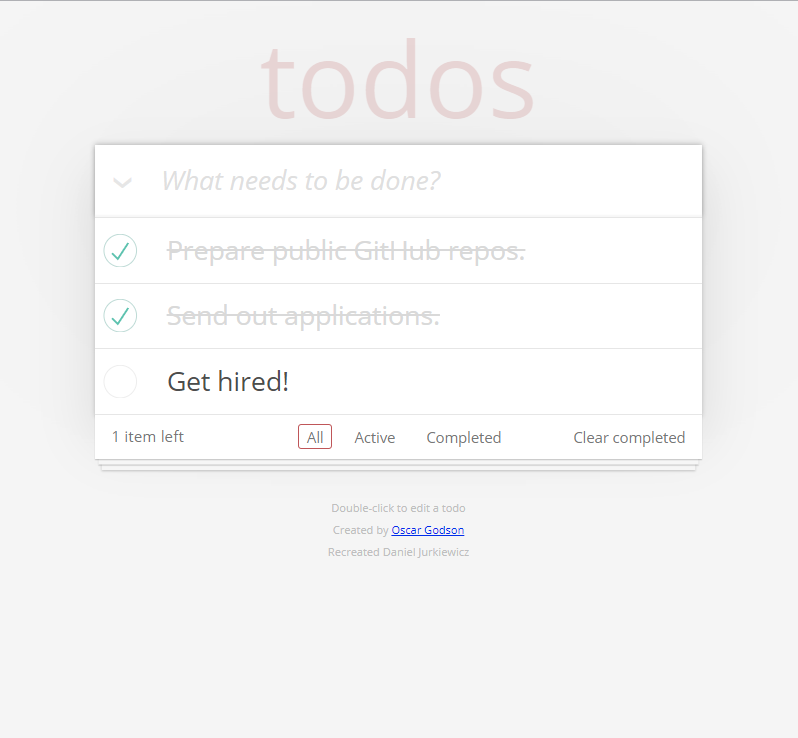 todos
What needs to be done?
Prepare public GitHub repos.
Send out applications.
Get hired!
1 item left All Active Completed Clear completed
Double-click to edit a todo
Created by Oscar Godson
Recreated Daniel Jurkiewicz